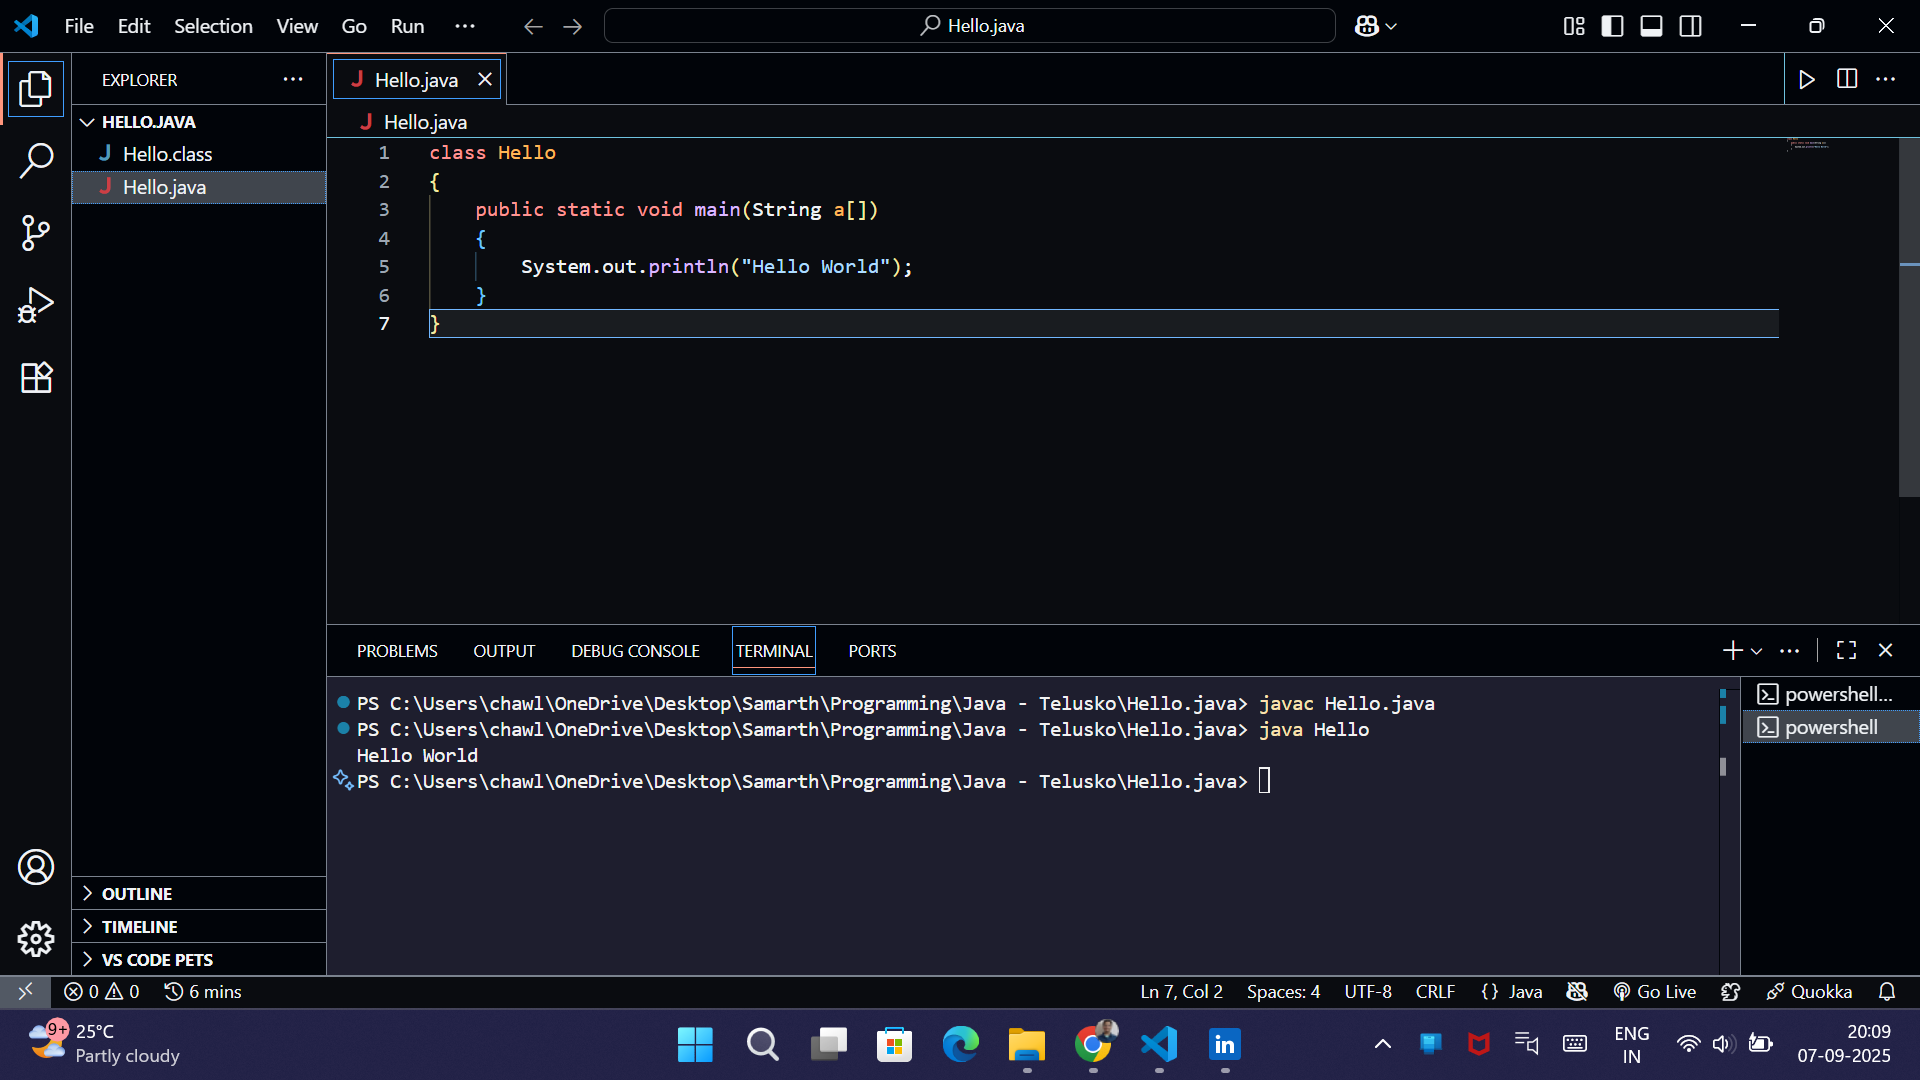 File Edit Selection View Go Run ··· Hello.java
EXPLORER ···
HELLO.JAVA
J Hello.class
J Hello.java
J Hello.java
J Hello.java
1 class Hello
2 {
3     public static void main(String a[])
4     {
5         System.out.println("Hello World");
6     }
7 }
PROBLEMS OUTPUT DEBUG CONSOLE TERMINAL PORTS
PS C:\Users\chawl\OneDrive\Desktop\Samarth\Programming\Java - Telusko\Hello.java> javac Hello.java
PS C:\Users\chawl\OneDrive\Desktop\Samarth\Programming\Java - Telusko\Hello.java> java Hello
Hello World
PS C:\Users\chawl\OneDrive\Desktop\Samarth\Programming\Java - Telusko\Hello.java>
powershell...
powershell
OUTLINE
TIMELINE
VS CODE PETS
0 0 6 mins Ln 7, Col 2 Spaces: 4 UTF-8 CRLF {} Java Go Live Quokka
9+ 25°C
Partly cloudy
in
ENG
IN
20:09
07-09-2025